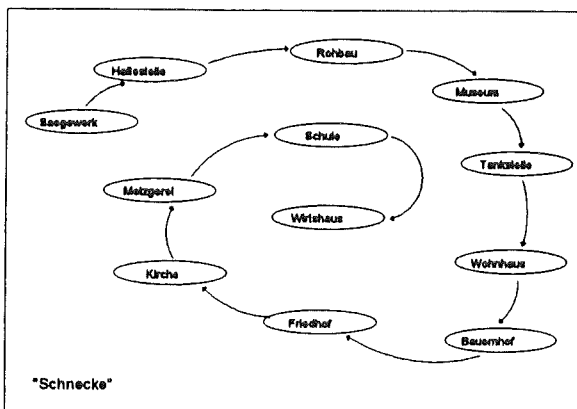 Rohbau
Haltestelle
Museum
Saegewerk
Schule
Tankstelle
Metzgerei
Wirtshaus
Wohnhaus
Kirche
Friedhof
Bauernhof
"Schnecke"